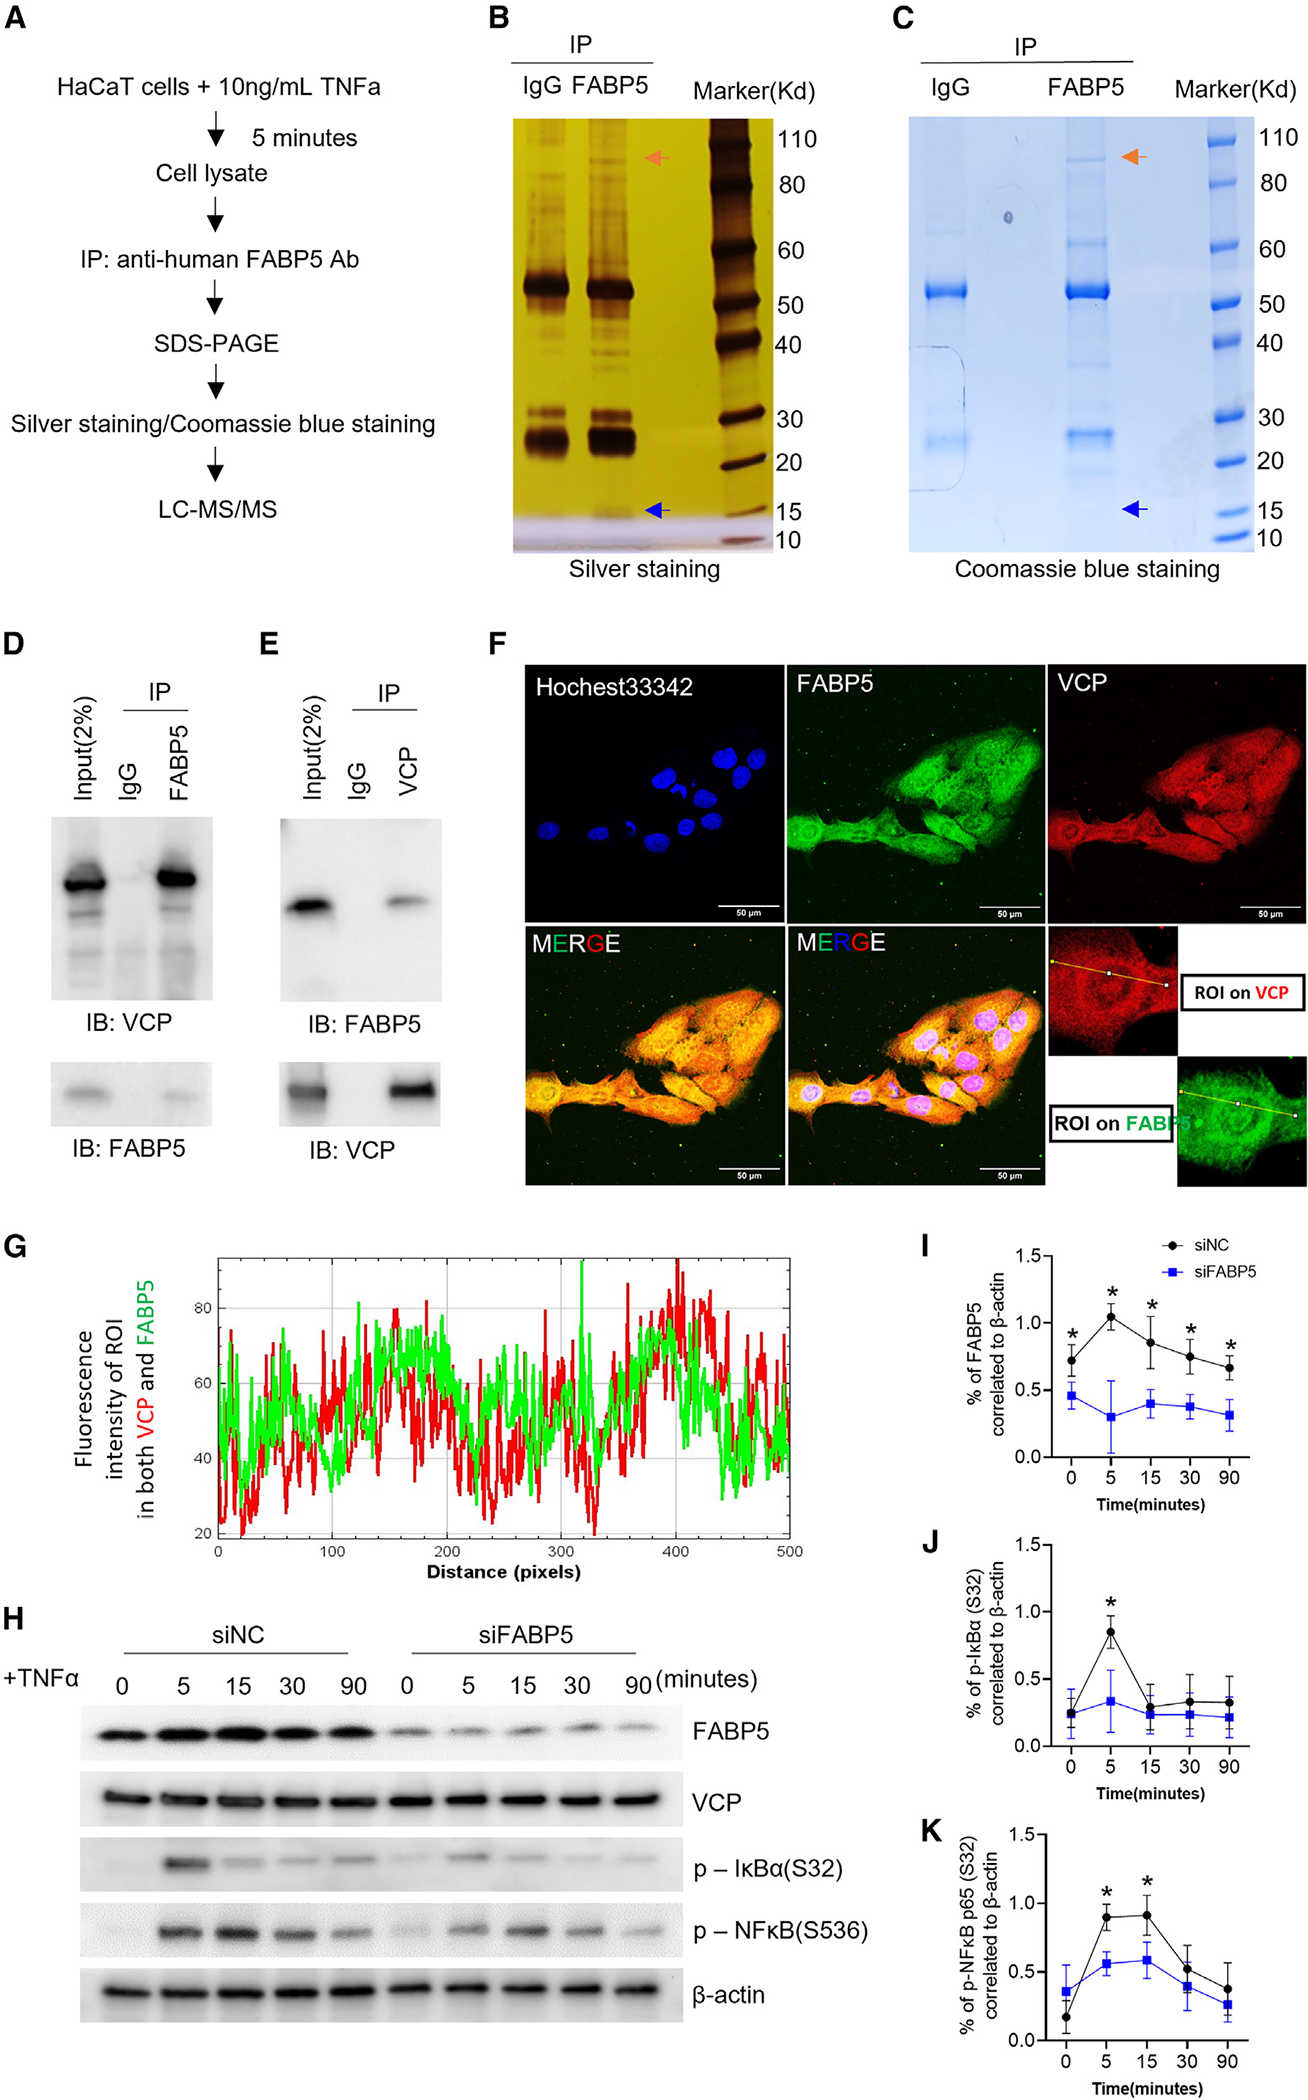 A
HaCaT cells + 10ng/mL TNFa
5 minutes
Cell lysate
IP: anti-human FABP5 Ab
SDS-PAGE
Silver staining/Coomassie blue staining
LC-MS/MS
B
IP
IgG FABP5
Marker(Kd)
110
80
60
50
40
30
20
15
10
Silver staining
C
IP
IgG
FABP5
Marker(Kd)
110
80
60
50
40
30
20
15
10
Coomassie blue staining
D
Input(2%)
IP
IgG
FABP5
IB: VCP
IB: FABP5
E
Input(2%)
IP
IgG
VCP
IB: FABP5
IB: VCP
F
Hochest33342
FABP5
VCP
50 µm
50 µm
50 µm
MERGE
MERGE
50 µm
50 µm
ROI on VCP
ROI on FABP5
G
Fluorescence
intensity of ROI
in both VCP and FABP5
80
60
40
20
0
100
200
300
400
500
Distance (pixels)
H
siNC
siFABP5
+TNFα
0 5 15 30 90 0 5 15 30 90 (minutes)
FABP5
VCP
p – IκBα(S32)
p – NFκB(S536)
β-actin
I
siNC
siFABP5
% of FABP5
correlated to β-actin
1.5
1.0
0.5
0.0
* * * * *
0 5 15 30 90
Time(minutes)
J
% of p-IκBα (S32)
correlated to β-actin
1.5
1.0
0.5
0.0
*
0 5 15 30 90
Time(minutes)
K
% of p-NFκB p65 (S32)
correlated to β-actin
1.5
1.0
0.5
0.0
* *
0 5 15 30 90
Time(minutes)